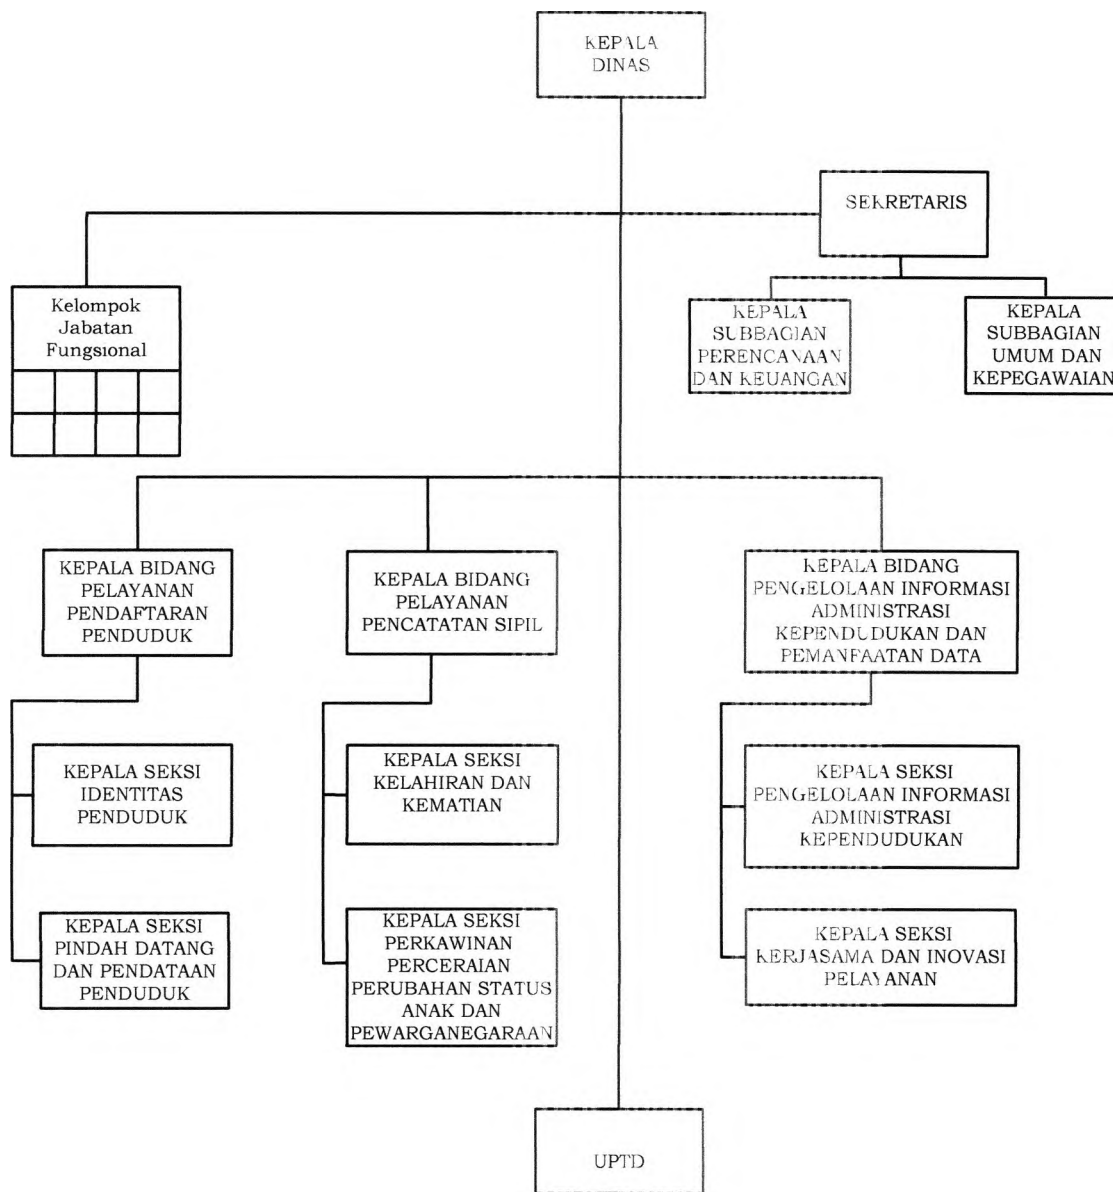 KEPALA
DINAS
SEKRETARIS
Kelompok
Jabatan
Fungsional
KEPALA
SUBBAGIAN
PERENCANAAN
DAN KEUANGAN
KEPALA
SUBBAGIAN
UMUM DAN
KEPEGAWAIAN
KEPALA BIDANG
PELAYANAN
PENDAFTARAN
PENDUDUK
KEPALA BIDANG
PELAYANAN
PENCATATAN SIPIL
KEPALA BIDANG
PENGELOLAAN INFORMASI
ADMINISTRASI
KEPENDUDUKAN DAN
PEMANFAATAN DATA
KEPALA SEKSI
IDENTITAS
PENDUDUK
KEPALA SEKSI
KELAHIRAN DAN
KEMATIAN
KEPALA SEKSI
PENGELOLAAN INFORMASI
ADMINISTRASI
KEPENDUDUKAN
KEPALA SEKSI
PINDAH DATANG
DAN PENDATAAN
PENDUDUK
KEPALA SEKSI
PERKAWINAN
PERCERAIAN
PERUBAHAN STATUS
ANAK DAN
PEWARGANEGARAAN
KEPALA SEKSI
KERJASAMA DAN INOVASI
PELAYANAN
UPTD